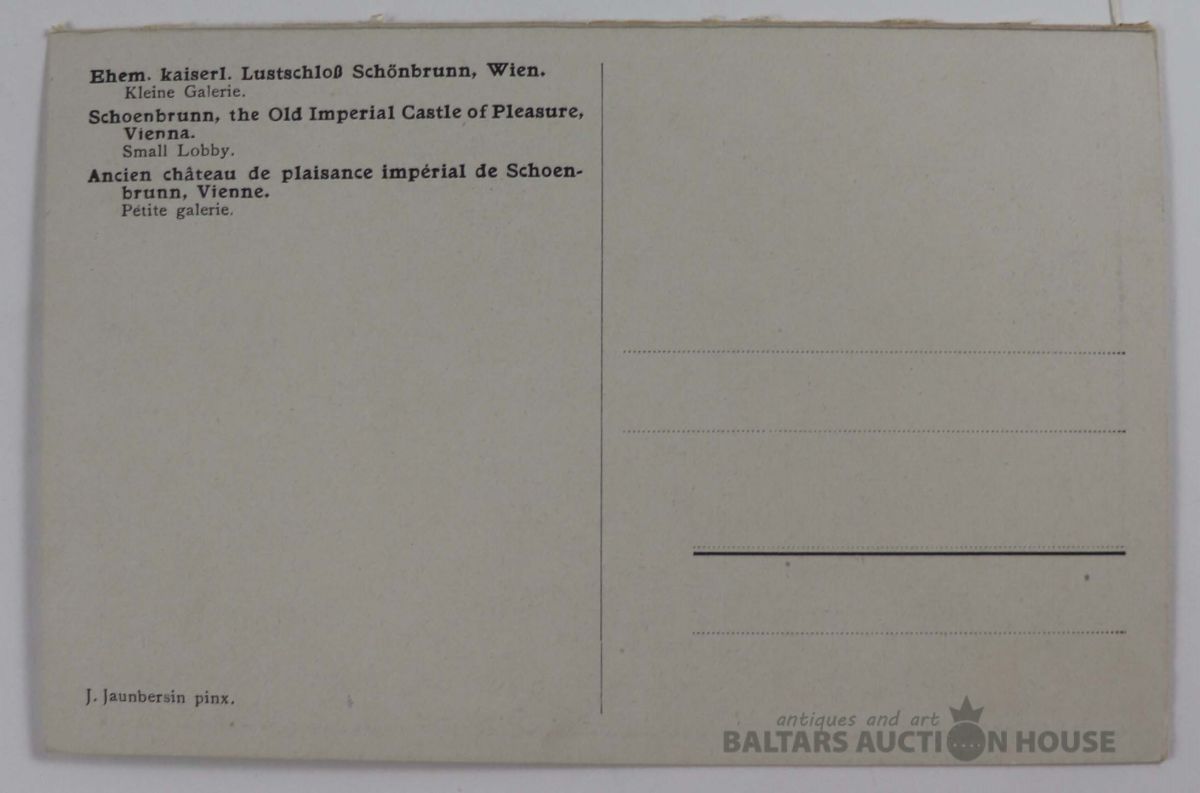 Ehem. kaiserl. Lustschloß Schönbrunn, Wien.
Kleine Galerie.
Schoenbrunn, the Old Imperial Castle of Pleasure,
Vienna.
Small Lobby.
Ancien château de plaisance impérial de Schoen-
brunn, Vienne.
Petite galerie.
J. Jaunbersin pinx.
antiques and art
BALTARS AUCTION HOUSE